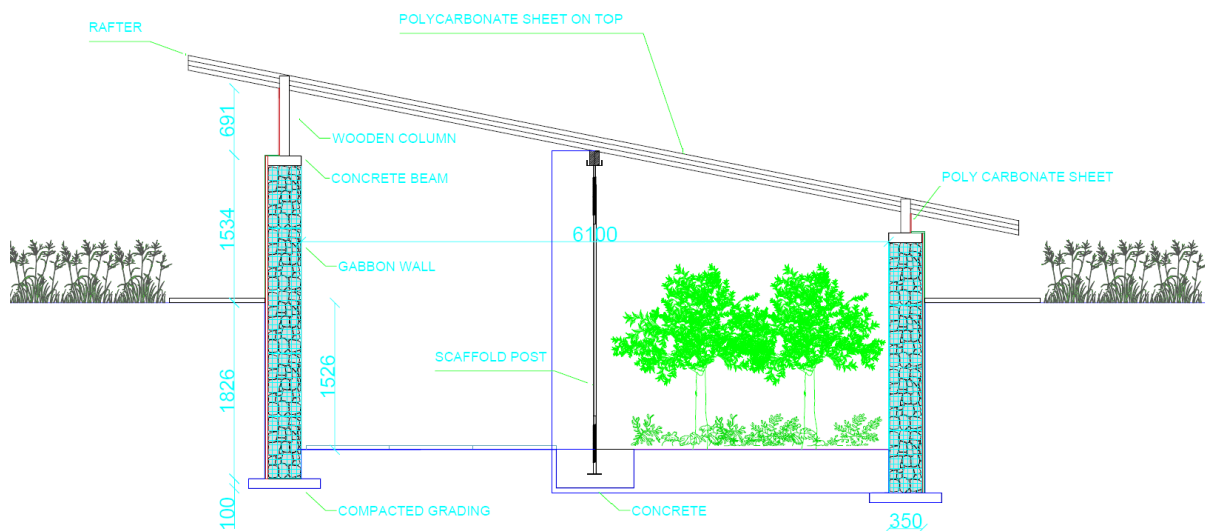 POLYCARBONATE SHEET ON TOP
RAFTER
691
WOODEN COLUMN
CONCRETE BEAM
POLY CARBONATE SHEET
1534
6100
GABBON WALL
SCAFFOLD POST
1826
1526
100
COMPACTED GRADING
CONCRETE
350